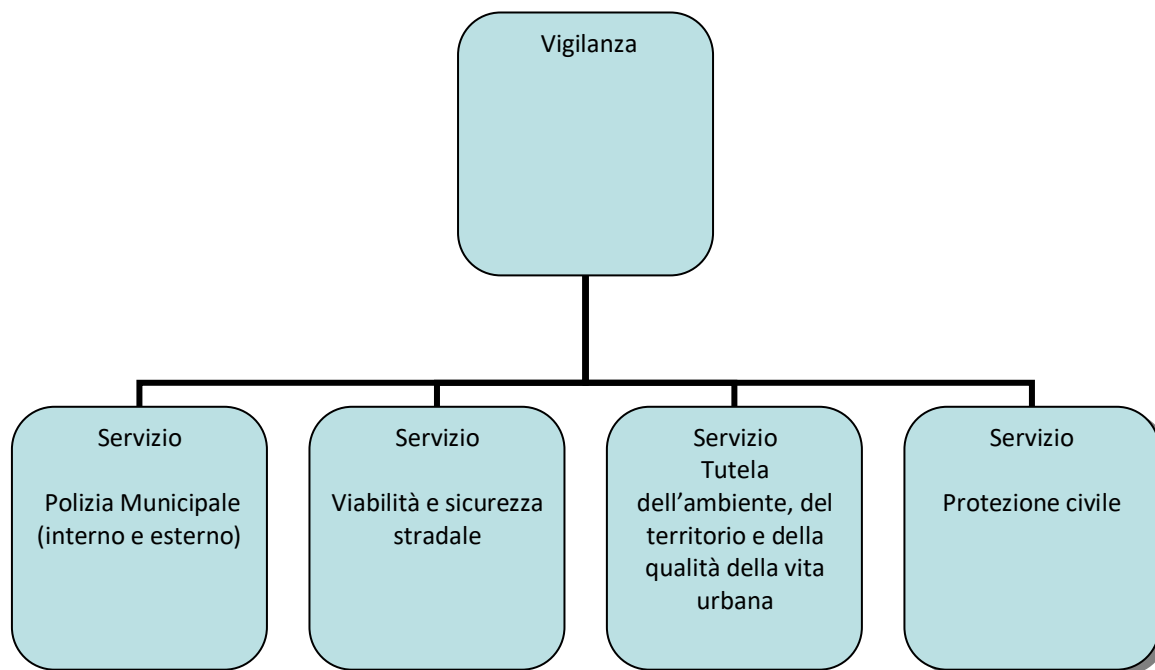 Vigilanza
Servizio
Polizia Municipale
(interno e esterno)
Servizio
Viabilità e sicurezza
stradale
Servizio
Tutela
dell’ambiente, del
territorio e della
qualità della vita
urbana
Servizio
Protezione civile